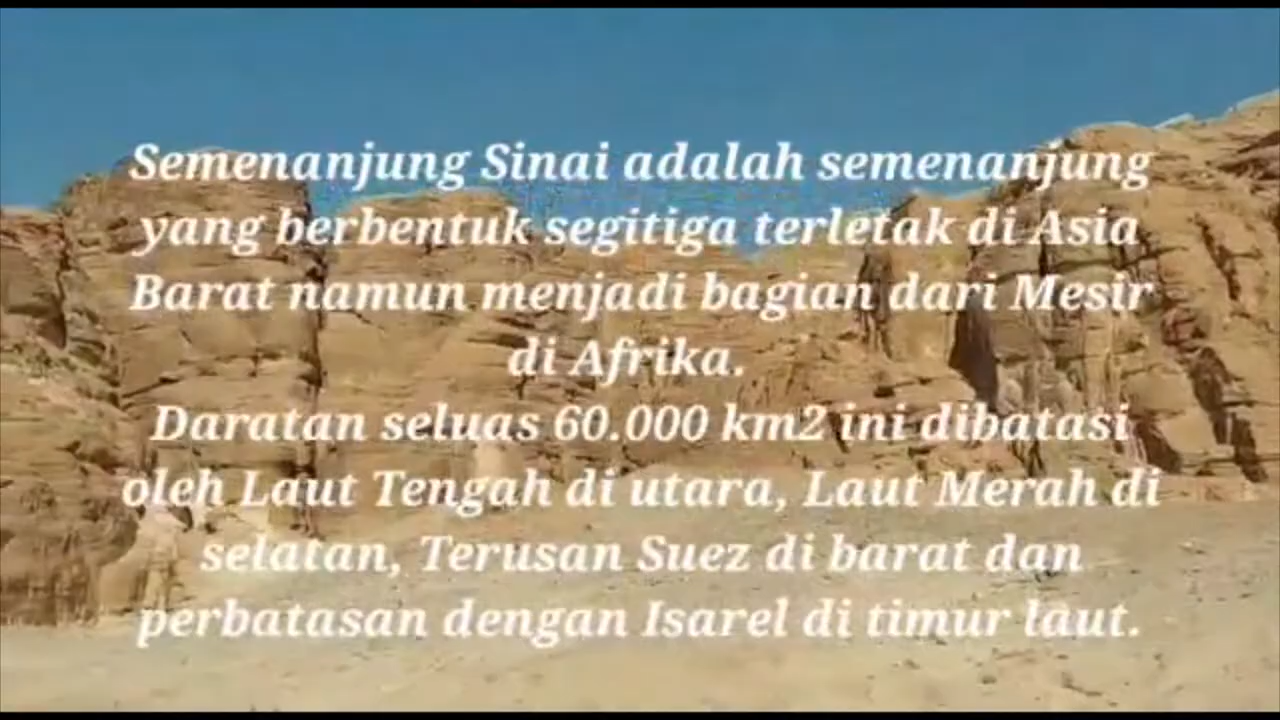 Semenanjung Sinai adalah semenanjung
yang berbentuk segitiga terletak di Asia
Barat namun menjadi bagian dari Mesir
di Afrika.
Daratan seluas 60.000 km2 ini dibatasi
oleh Laut Tengah di utara, Laut Merah di
selatan, Terusan Suez di barat dan
perbatasan dengan Isarel di timur laut.